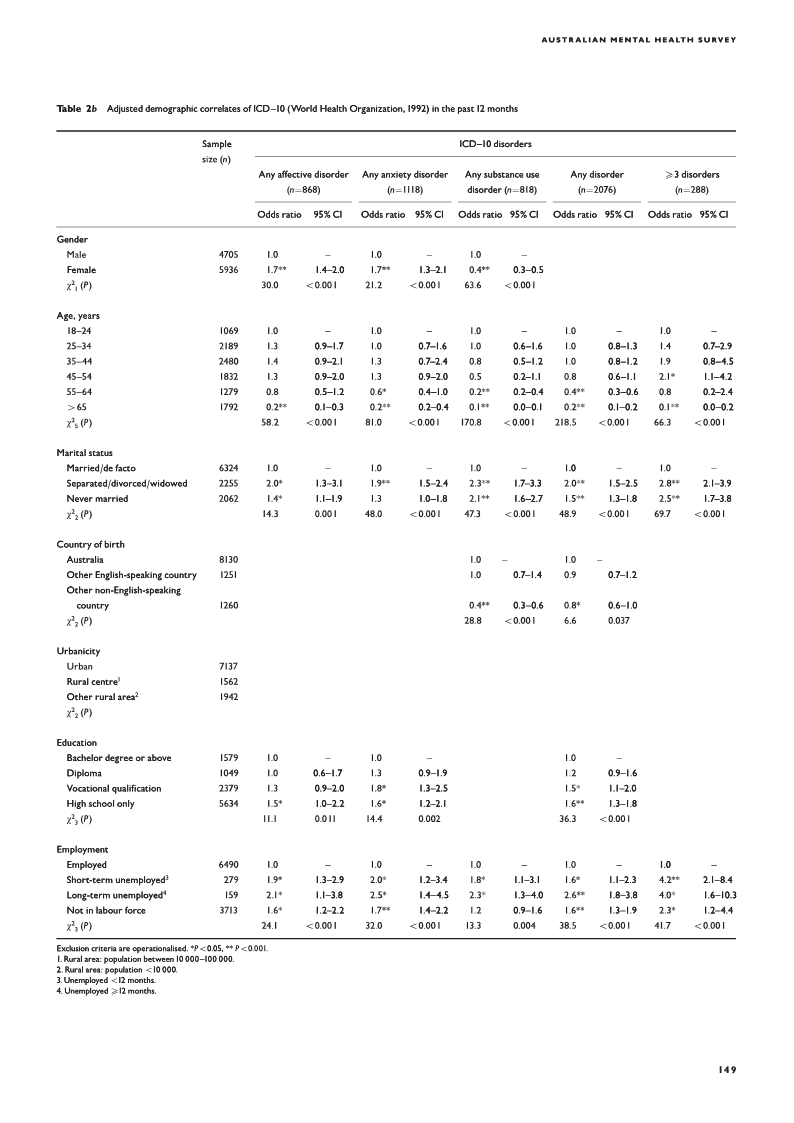 AUSTRALIAN MENTAL HEALTH SURVEY
Table 2b Adjusted demographic correlates of ICD–10 (World Health Organization, 1992) in the past 12 months
Sample ICD–10 disorders
size (n)
Any affective disorder Any anxiety disorder Any substance use Any disorder ⩾3 disorders
(n=868) (n=1118) disorder (n=818) (n=2076) (n=288)
Odds ratio 95% CI Odds ratio 95% CI Odds ratio 95% CI Odds ratio 95% CI Odds ratio 95% CI
Gender
Male 4705 1.0 – 1.0 – 1.0 –
Female 5936 1.7** 1.4–2.0 1.7** 1.3–2.1 0.4** 0.3–0.5
χ²₁ (P) 30.0 <0.001 21.2 <0.001 63.6 <0.001
Age, years
18–24 1069 1.0 – 1.0 – 1.0 – 1.0 – 1.0 –
25–34 2189 1.3 0.9–1.7 1.0 0.7–1.6 1.0 0.6–1.6 1.0 0.8–1.3 1.4 0.7–2.9
35–44 2480 1.4 0.9–2.1 1.3 0.7–2.4 0.8 0.5–1.2 1.0 0.8–1.2 1.9 0.8–4.5
45–54 1832 1.3 0.9–2.0 1.3 0.9–2.0 0.5 0.2–1.1 0.8 0.6–1.1 2.1* 1.1–4.2
55–64 1279 0.8 0.5–1.2 0.6* 0.4–1.0 0.2** 0.2–0.4 0.4** 0.3–0.6 0.8 0.2–2.4
>65 1792 0.2** 0.1–0.3 0.2** 0.2–0.4 0.1** 0.0–0.1 0.2** 0.1–0.2 0.1** 0.0–0.2
χ²₅ (P) 58.2 <0.001 81.0 <0.001 170.8 <0.001 218.5 <0.001 66.3 <0.001
Marital status
Married/de facto 6324 1.0 – 1.0 – 1.0 – 1.0 – 1.0 –
Separated/divorced/widowed 2255 2.0* 1.3–3.1 1.9** 1.5–2.4 2.3** 1.7–3.3 2.0** 1.5–2.5 2.8** 2.1–3.9
Never married 2062 1.4* 1.1–1.9 1.3 1.0–1.8 2.1** 1.6–2.7 1.5** 1.3–1.8 2.5** 1.7–3.8
χ²₂ (P) 14.3 0.001 48.0 <0.001 47.3 <0.001 48.9 <0.001 69.7 <0.001
Country of birth
Australia 8130 1.0 – 1.0 –
Other English-speaking country 1251 1.0 0.7–1.4 0.9 0.7–1.2
Other non-English-speaking
country 1260 0.4** 0.3–0.6 0.8* 0.6–1.0
χ²₂ (P) 28.8 <0.001 6.6 0.037
Urbanicity
Urban 7137
Rural centre¹ 1562
Other rural area² 1942
χ²₂ (P)
Education
Bachelor degree or above 1579 1.0 – 1.0 – 1.0 –
Diploma 1049 1.0 0.6–1.7 1.3 0.9–1.9 1.2 0.9–1.6
Vocational qualification 2379 1.3 0.9–2.0 1.8* 1.3–2.5 1.5* 1.1–2.0
High school only 5634 1.5* 1.0–2.2 1.6* 1.2–2.1 1.6** 1.3–1.8
χ²₃ (P) 11.1 0.011 14.4 0.002 36.3 <0.001
Employment
Employed 6490 1.0 – 1.0 – 1.0 – 1.0 – 1.0 –
Short-term unemployed³ 279 1.9* 1.3–2.9 2.0* 1.2–3.4 1.8* 1.1–3.1 1.6* 1.1–2.3 4.2** 2.1–8.4
Long-term unemployed⁴ 159 2.1* 1.1–3.8 2.5* 1.4–4.5 2.3* 1.3–4.0 2.6** 1.8–3.8 4.0* 1.6–10.3
Not in labour force 3713 1.6* 1.2–2.2 1.7** 1.4–2.2 1.2 0.9–1.6 1.6** 1.3–1.9 2.3* 1.2–4.4
χ²₃ (P) 24.1 <0.001 32.0 <0.001 13.3 0.004 38.5 <0.001 41.7 <0.001
Exclusion criteria are operationalised. *P<0.05, **P<0.001.
1. Rural area: population between 10 000–100 000.
2. Rural area: population <10 000.
3. Unemployed <12 months.
4. Unemployed ⩾12 months.
149